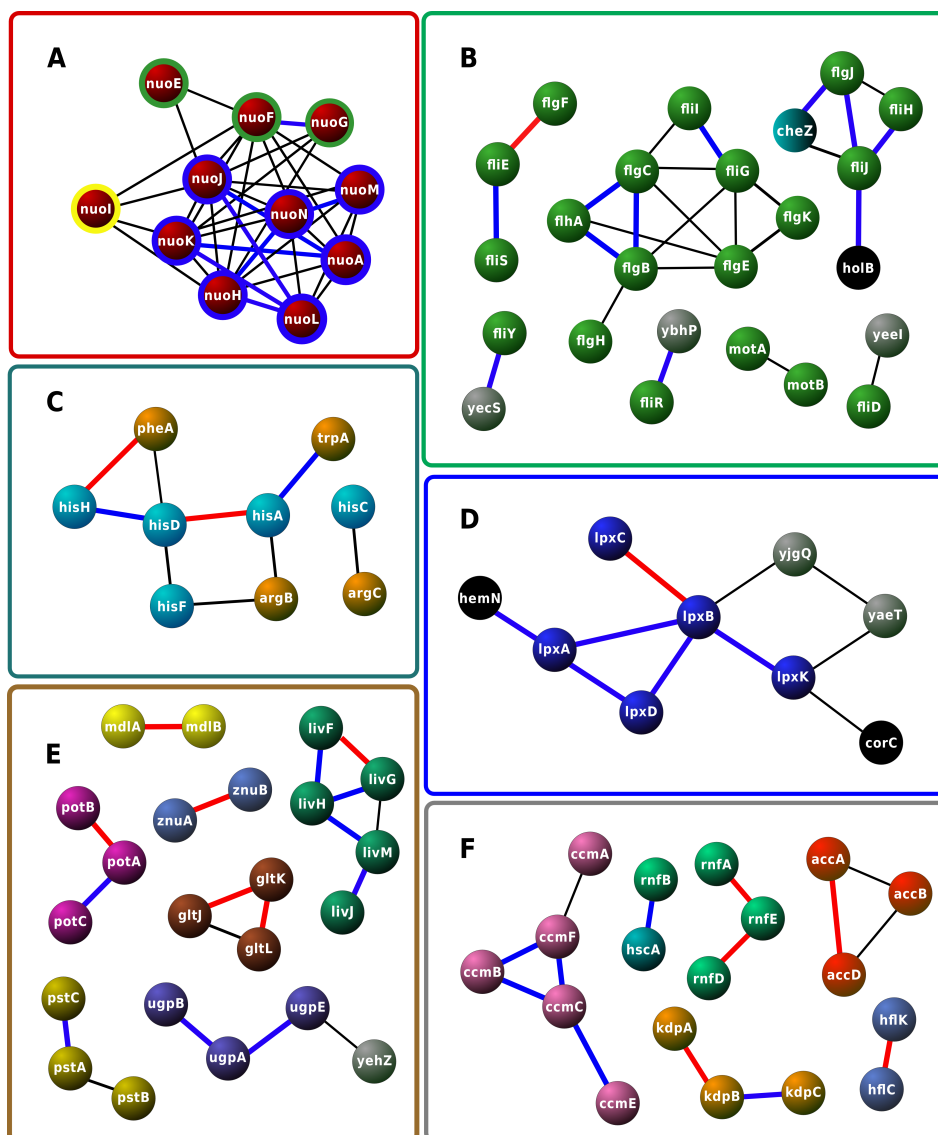 A
nuoE
nuoF
nuoG
nuoJ
nuoM
nuoI
nuoN
nuoK
nuoA
nuoH
nuoL
B
flgF
fliI
flgJ
fliH
cheZ
fliE
flgC
fliG
fliJ
flhA
flgK
fliS
flgB
flgE
holB
fliY
flgH
ybhP
motA
yeeI
yecS
fliR
motB
fliD
C
pheA
trpA
hisH
hisD
hisA
hisC
hisF
argB
argC
D
lpxC
yjgQ
hemN
lpxB
yaeT
lpxA
lpxK
lpxD
corC
E
mdlA
mdlB
livF
potB
znuB
livG
znuA
livH
potA
livM
gltK
potC
gltJ
livJ
gltL
pstC
ugpB
ugpE
pstA
ugpA
yehZ
pstB
F
ccmA
rnfB
rnfA
accA
accB
ccmF
rnfE
hscA
ccmB
rnfD
accD
ccmC
kdpA
hflK
kdpB
kdpC
hflC
ccmE